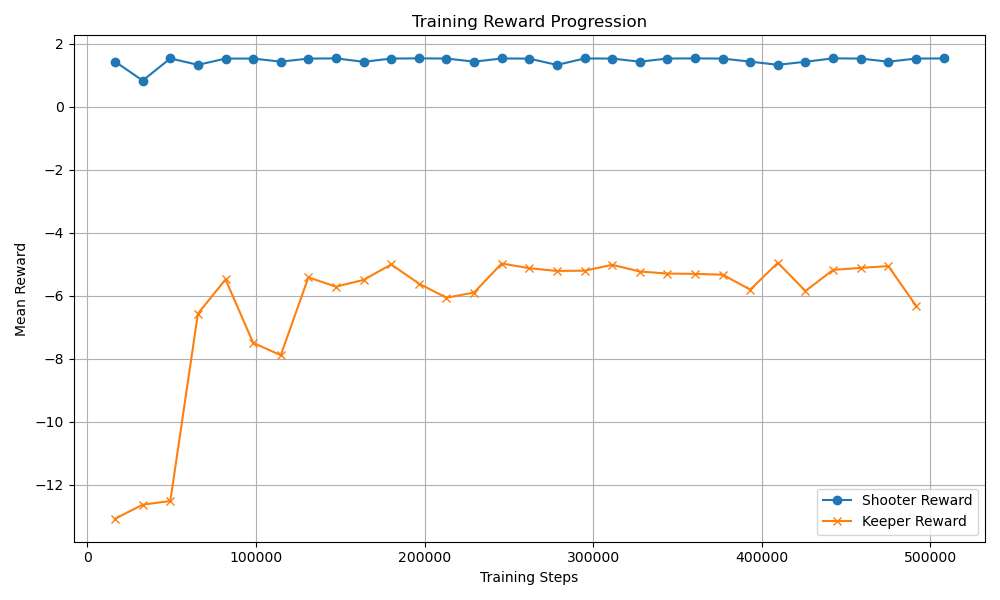 Training Reward Progression
Mean Reward
2
0
−2
−4
−6
−8
−10
−12
0 100000 200000 300000 400000 500000
Training Steps
Shooter Reward
Keeper Reward